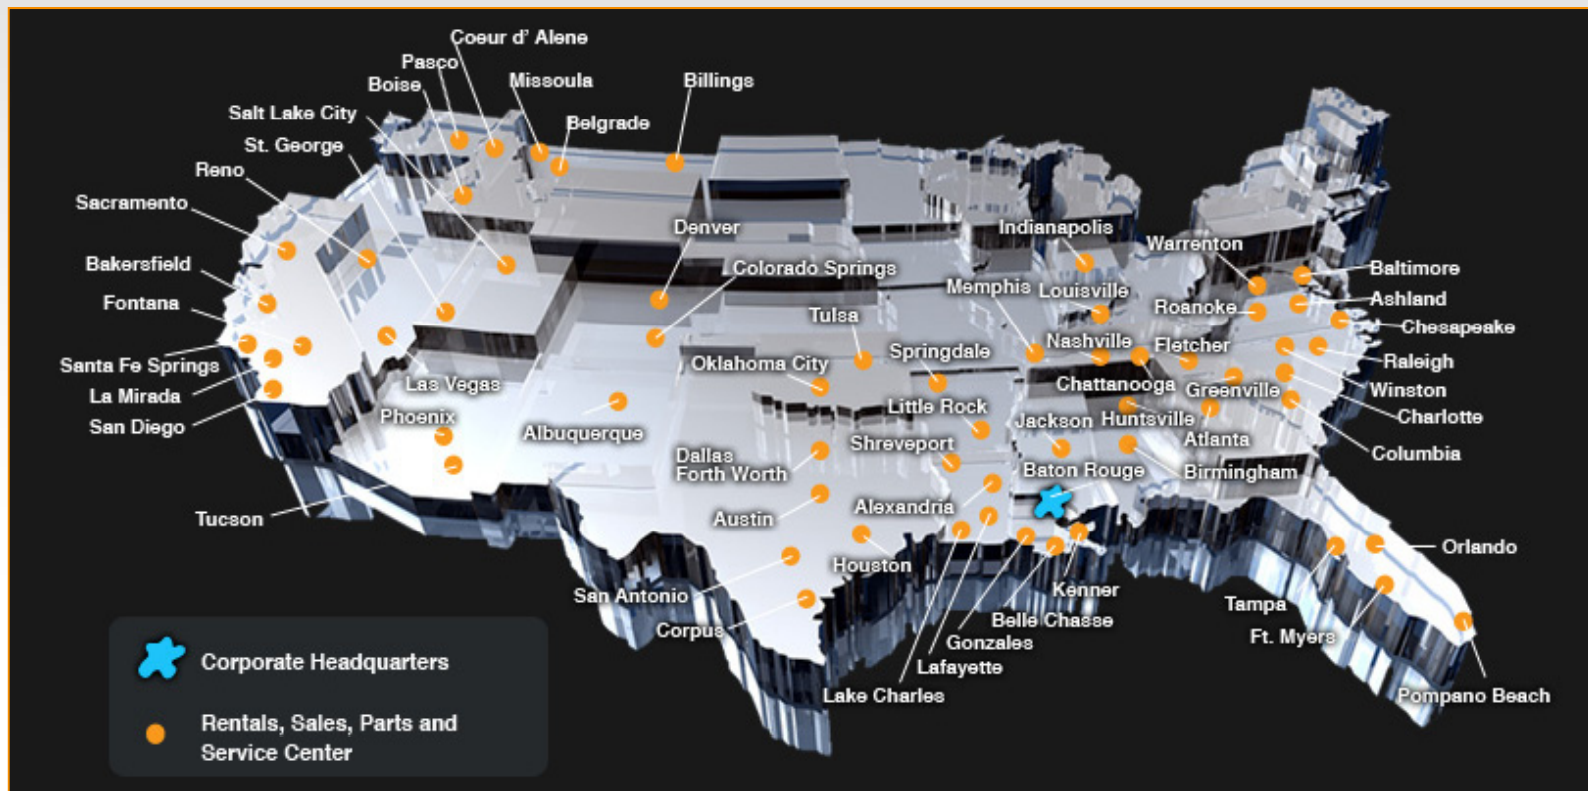 Coeur d' Alene
Pasco
Boise
Missoula
Billings
Salt Lake City
Belgrade
St. George
Reno
Sacramento
Denver
Indianapolis
Warrenton
Bakersfield
Colorado Springs
Baltimore
Fontana
Memphis
Louisville
Ashland
Tulsa
Roanoke
Chesapeake
Santa Fe Springs
Oklahoma City
Springdale
Nashville
Fletcher
Raleigh
La Mirada
Las Vegas
Chattanooga
Greenville
Winston
San Diego
Phoenix
Albuquerque
Little Rock
Jackson
Huntsville
Charlotte
Dallas
Forth Worth
Shreveport
Atlanta
Columbia
Baton Rouge
Birmingham
Tucson
Austin
Alexandria
Orlando
Houston
San Antonio
Kenner
Tampa
Corpus
Belle Chasse
Ft. Myers
Gonzales
Lafayette
Lake Charles
Pompano Beach
Corporate Headquarters
Rentals, Sales, Parts and
Service Center